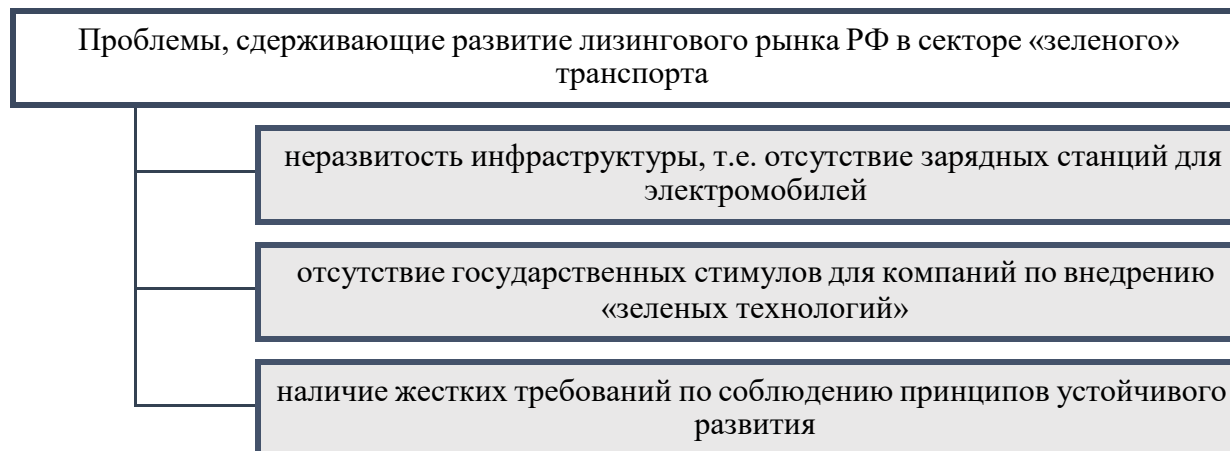 Проблемы, сдерживающие развитие лизингового рынка РФ в секторе «зеленого»
транспорта
неразвитость инфраструктуры, т.е. отсутствие зарядных станций для
электромобилей
отсутствие государственных стимулов для компаний по внедрению
«зеленых технологий»
наличие жестких требований по соблюдению принципов устойчивого
развития